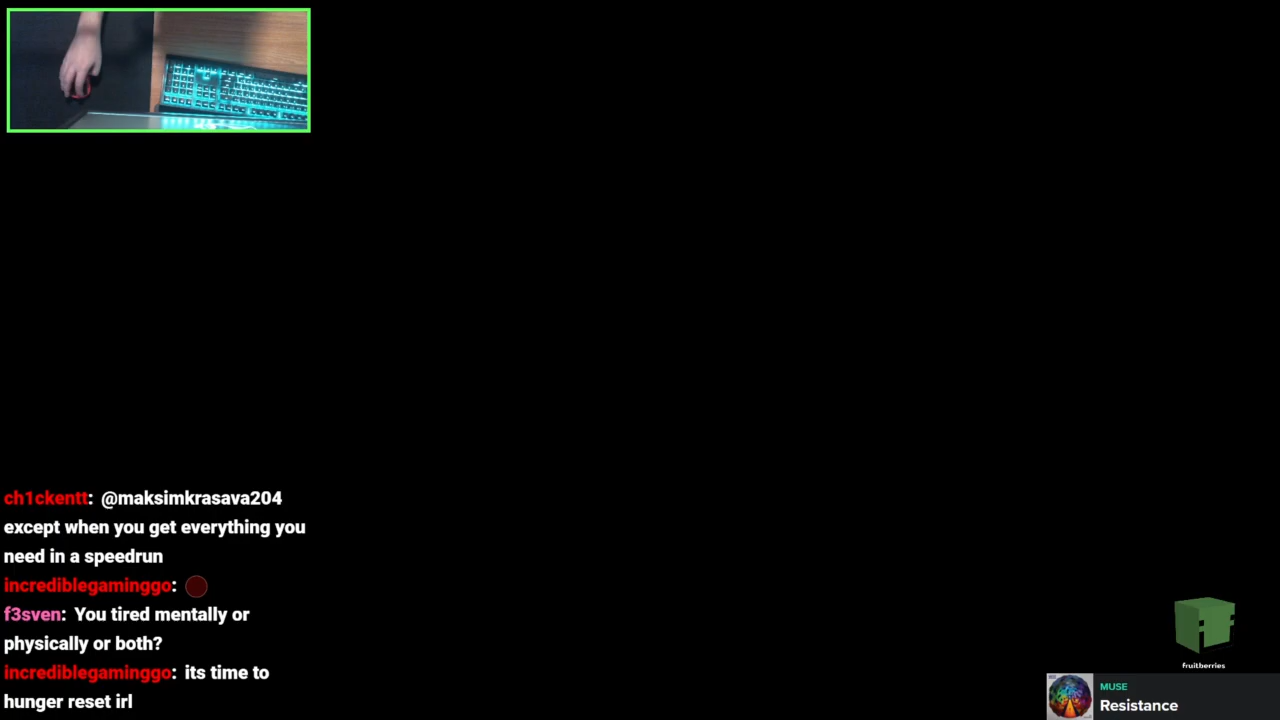 ch1ckentt: @maksimkrasava204
except when you get everything you
need in a speedrun
incrediblegaminggo:
f3sven: You tired mentally or
physically or both?
incrediblegaminggo: its time to
hunger reset irl
fruitberries
MUSE
Resistance